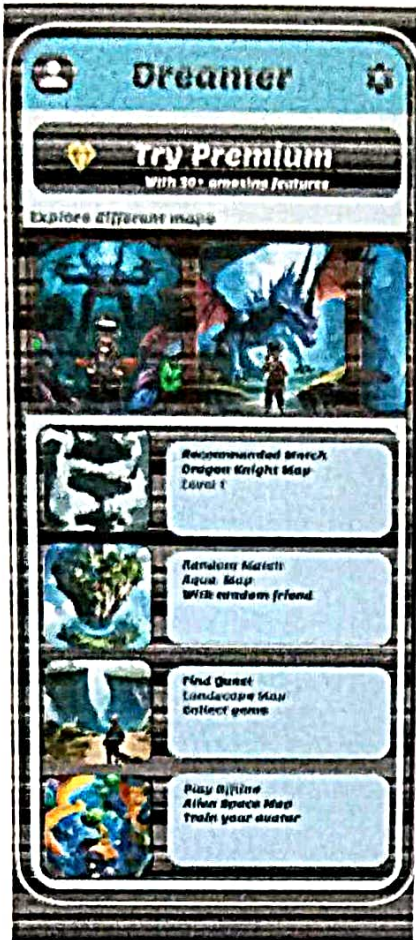 Dreamer
Try Premium
With 30+ amazing features
Explore different maps
Recommended Match
Dragon Knight Map
Level 1
Random Match
Aqua Map
With random friend
Find Quest
Landscape Map
Collect gems
Play Offline
Alien Space Map
Train your avatar